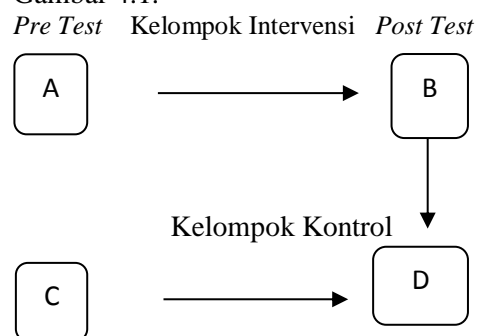 Gambar 4.1.
Pre Test Kelompok Intervensi Post Test
A B
Kelompok Kontrol
C D